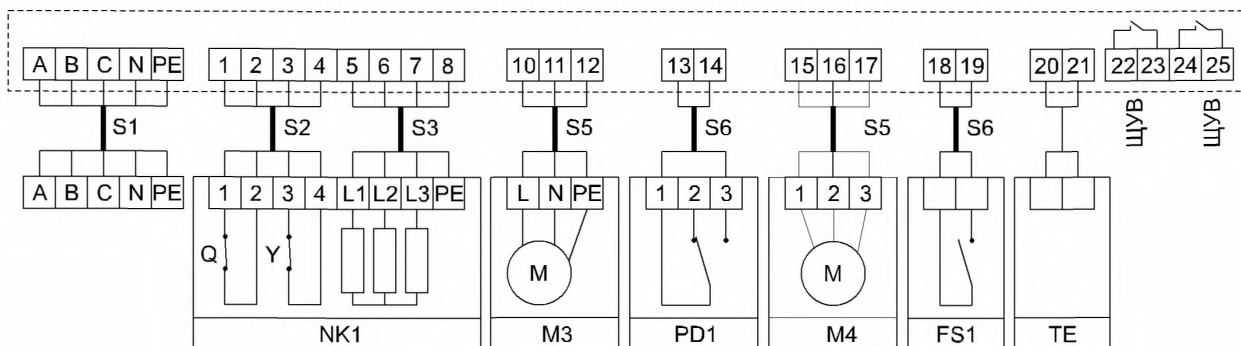 A B C N PE 1 2 3 4 5 6 7 8 10 11 12 13 14 15 16 17 18 19 20 21 22 23 24 25
S1 S2 S3 S5 S6 S5 S6 ЩУВ ЩУВ
A B C N PE 1 2 3 4 L1 L2 L3 PE L N PE 1 2 3 1 2 3
Q Y M M
NK1 M3 PD1 M4 FS1 TE